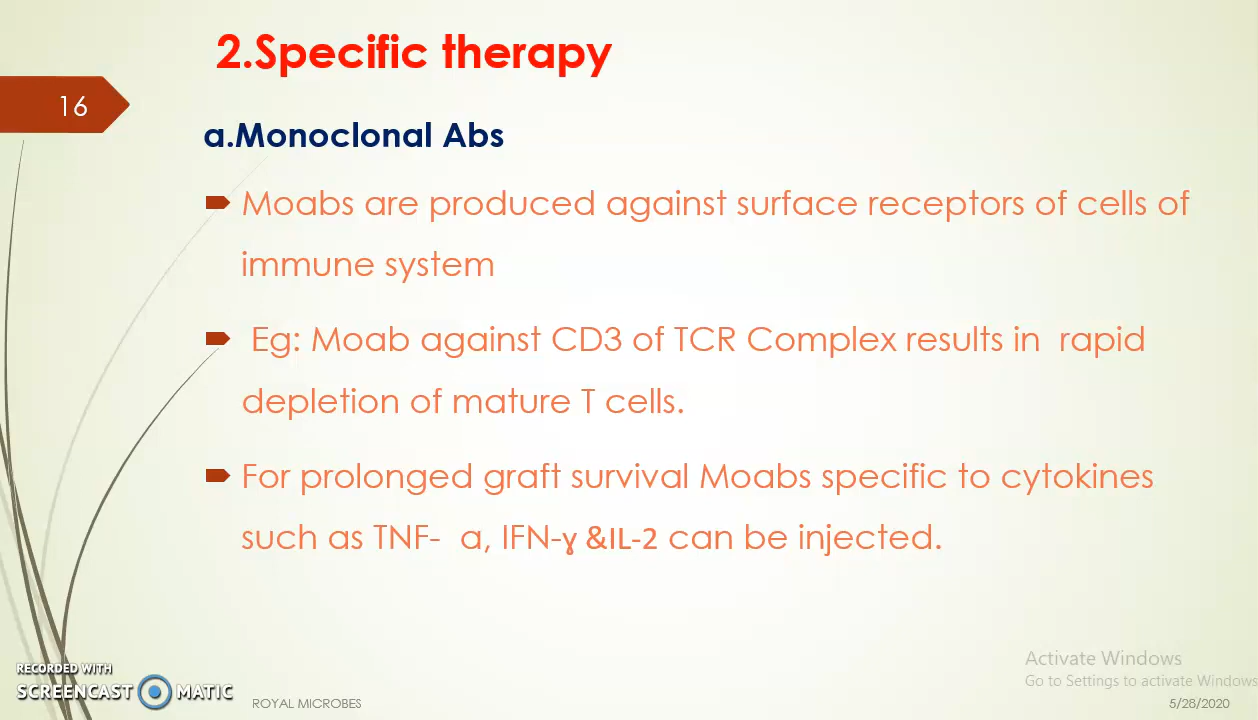 2.Specific therapy
16
a.Monoclonal Abs
Moabs are produced against surface receptors of cells of
immune system
Eg: Moab against CD3 of TCR Complex results in rapid
depletion of mature T cells.
For prolonged graft survival Moabs specific to cytokines
such as TNF- α, IFN-ɣ &IL-2 can be injected.
Activate Windows
Go to Settings to activate Windows
RECORDED WITH
SCREENCAST MATIC
ROYAL MICROBES
5/28/2020